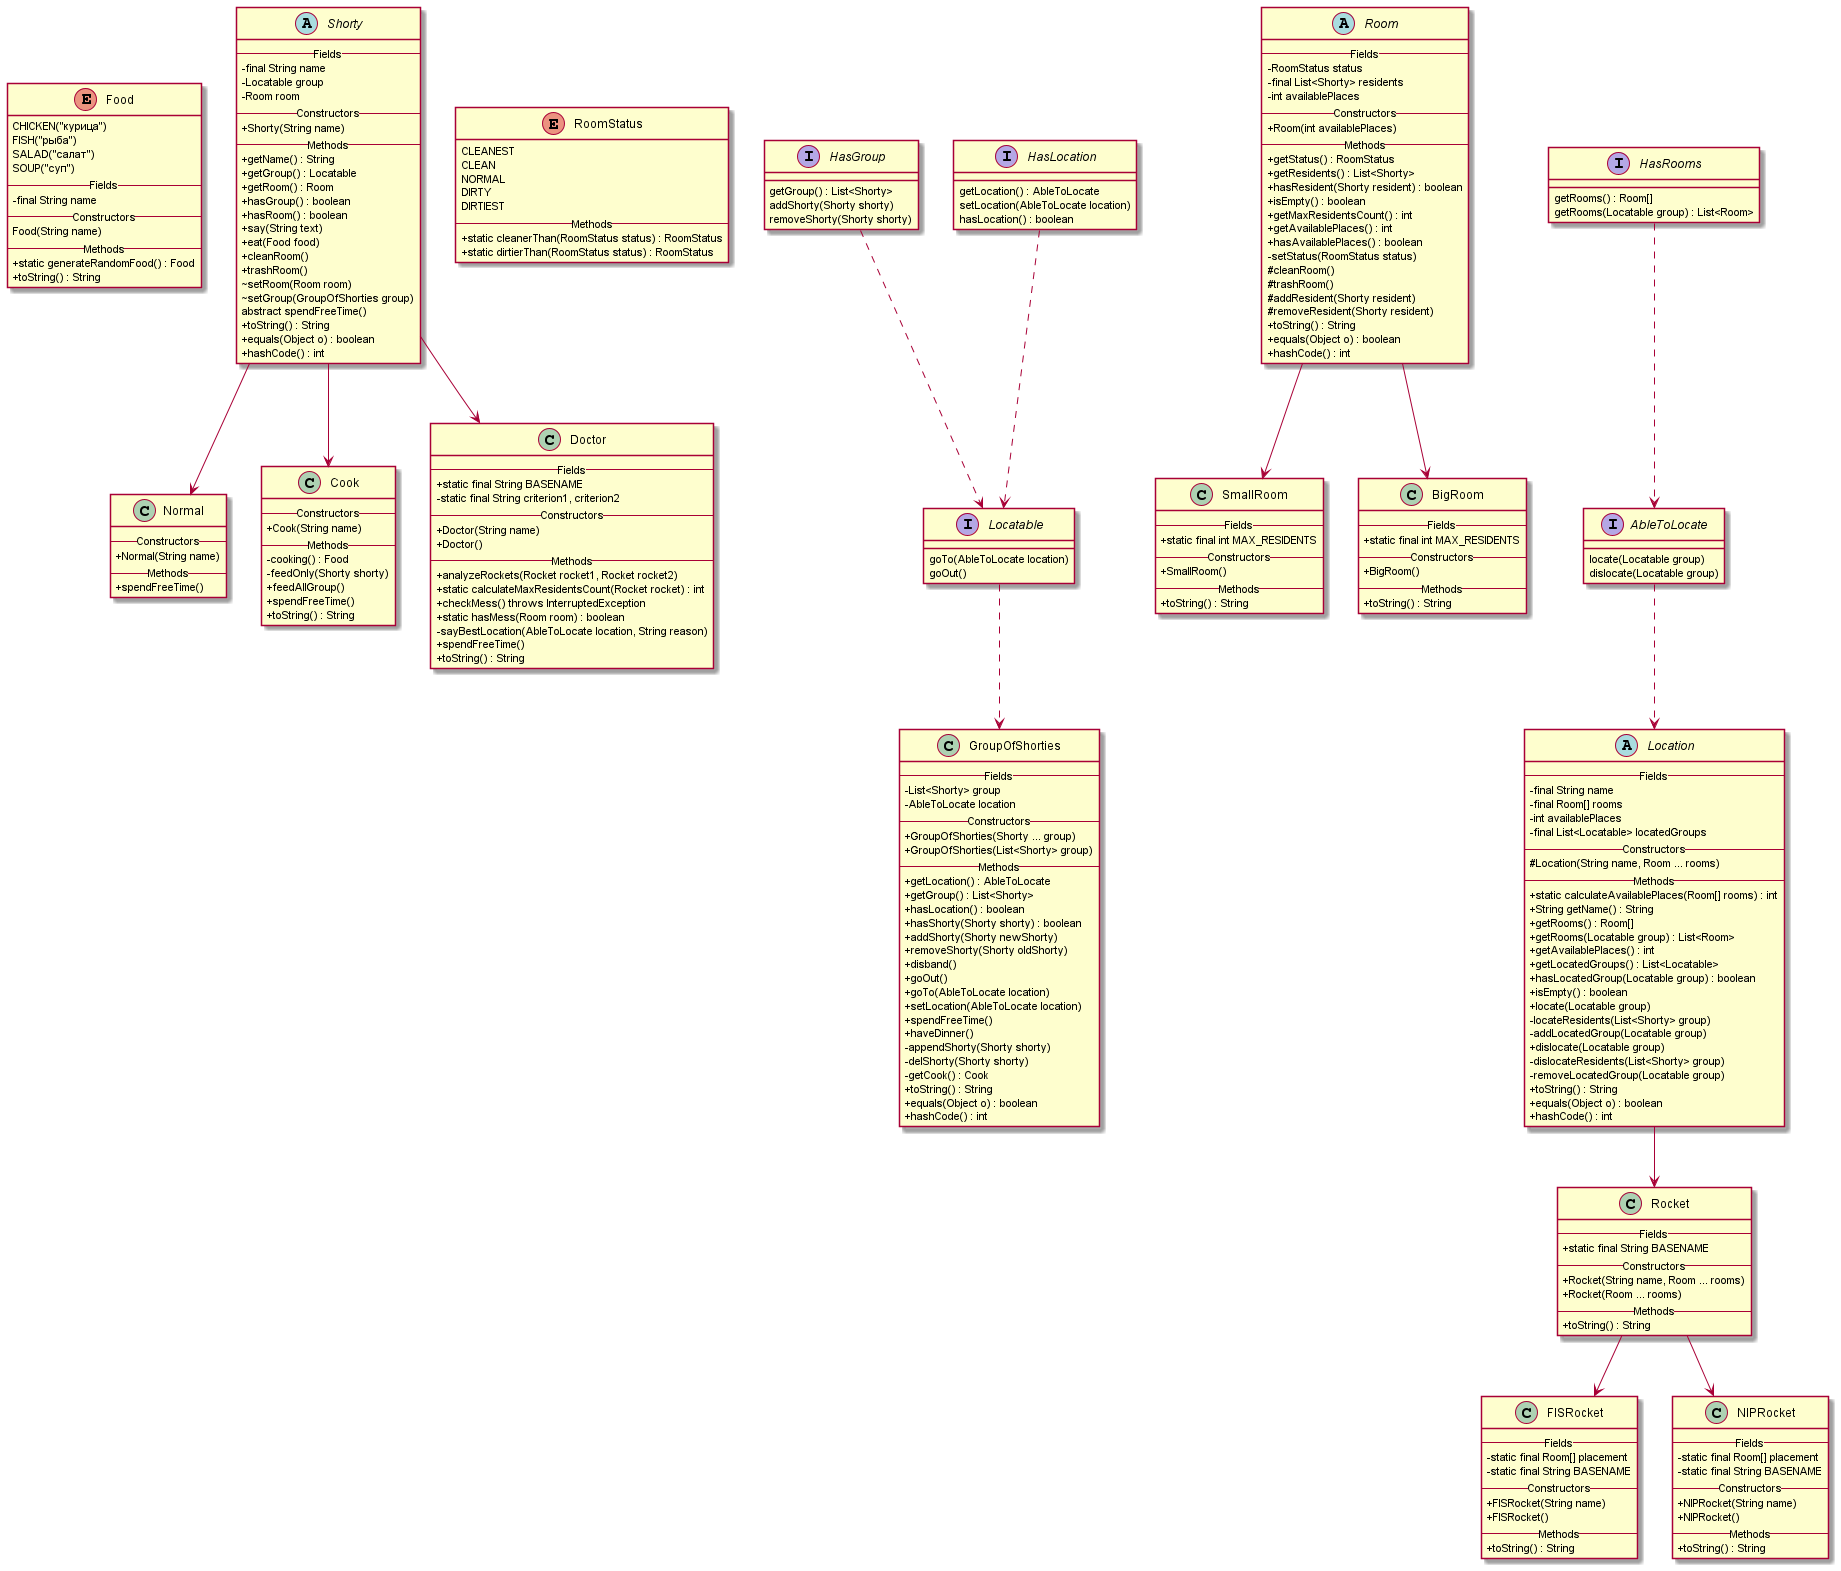 E Food
CHICKEN("курица")
FISH("рыба")
SALAD("салат")
SOUP("суп")
Fields
-final String name
Constructors
Food(String name)
Methods
+static generateRandomFood() : Food
+toString() : String
A Shorty
Fields
-final String name
-Locatable group
-Room room
Constructors
+Shorty(String name)
Methods
+getName() : String
+getGroup() : Locatable
+getRoom() : Room
+hasGroup() : boolean
+hasRoom() : boolean
+say(String text)
+eat(Food food)
+cleanRoom()
+trashRoom()
~setRoom(Room room)
~setGroup(GroupOfShorties group)
abstract spendFreeTime()
+toString() : String
+equals(Object o) : boolean
+hashCode() : int
E RoomStatus
CLEANEST
CLEAN
NORMAL
DIRTY
DIRTIEST
Methods
+static cleanerThan(RoomStatus status) : RoomStatus
+static dirtierThan(RoomStatus status) : RoomStatus
I HasGroup
getGroup() : List<Shorty>
addShorty(Shorty shorty)
removeShorty(Shorty shorty)
I HasLocation
getLocation() : AbleToLocate
setLocation(AbleToLocate location)
hasLocation() : boolean
A Room
Fields
-RoomStatus status
-final List<Shorty> residents
-int availablePlaces
Constructors
+Room(int availablePlaces)
Methods
+getStatus() : RoomStatus
+getResidents() : List<Shorty>
+hasResident(Shorty resident) : boolean
+isEmpty() : boolean
+getMaxResidentsCount() : int
+getAvailablePlaces() : int
+hasAvailablePlaces() : boolean
-setStatus(RoomStatus status)
#cleanRoom()
#trashRoom()
#addResident(Shorty resident)
#removeResident(Shorty resident)
+toString() : String
+equals(Object o) : boolean
+hashCode() : int
I HasRooms
getRooms() : Room[]
getRooms(Locatable group) : List<Room>
C Normal
Constructors
+Normal(String name)
Methods
+spendFreeTime()
C Cook
Constructors
+Cook(String name)
Methods
-cooking() : Food
-feedOnly(Shorty shorty)
+feedAllGroup()
+spendFreeTime()
+toString() : String
C Doctor
Fields
+static final String BASENAME
-static final String criterion1, criterion2
Constructors
+Doctor(String name)
+Doctor()
Methods
+analyzeRockets(Rocket rocket1, Rocket rocket2)
+static calculateMaxResidentsCount(Rocket rocket) : int
+checkMess() throws InterruptedException
+static hasMess(Room room) : boolean
-sayBestLocation(AbleToLocate location, String reason)
+spendFreeTime()
+toString() : String
I Locatable
goTo(AbleToLocate location)
goOut()
C SmallRoom
Fields
+static final int MAX_RESIDENTS
Constructors
+SmallRoom()
Methods
+toString() : String
C BigRoom
Fields
+static final int MAX_RESIDENTS
Constructors
+BigRoom()
Methods
+toString() : String
I AbleToLocate
locate(Locatable group)
dislocate(Locatable group)
C GroupOfShorties
Fields
-List<Shorty> group
-AbleToLocate location
Constructors
+GroupOfShorties(Shorty ... group)
+GroupOfShorties(List<Shorty> group)
Methods
+getLocation() : AbleToLocate
+getGroup() : List<Shorty>
+hasLocation() : boolean
+hasShorty(Shorty shorty) : boolean
+addShorty(Shorty newShorty)
+removeShorty(Shorty oldShorty)
+disband()
+goOut()
+goTo(AbleToLocate location)
+setLocation(AbleToLocate location)
+spendFreeTime()
+haveDinner()
-appendShorty(Shorty shorty)
-delShorty(Shorty shorty)
-getCook() : Cook
+toString() : String
+equals(Object o) : boolean
+hashCode() : int
A Location
Fields
-final String name
-final Room[] rooms
-int availablePlaces
-final List<Locatable> locatedGroups
Constructors
#Location(String name, Room ... rooms)
Methods
+static calculateAvailablePlaces(Room[] rooms) : int
+String getName() : String
+getRooms() : Room[]
+getRooms(Locatable group) : List<Room>
+getAvailablePlaces() : int
+getLocatedGroups() : List<Locatable>
+hasLocatedGroup(Locatable group) : boolean
+isEmpty() : boolean
+locate(Locatable group)
-locateResidents(List<Shorty> group)
-addLocatedGroup(Locatable group)
+dislocate(Locatable group)
-dislocateResidents(List<Shorty> group)
-removeLocatedGroup(Locatable group)
+toString() : String
+equals(Object o) : boolean
+hashCode() : int
C Rocket
Fields
+static final String BASENAME
Constructors
+Rocket(String name, Room ... rooms)
+Rocket(Room ... rooms)
Methods
+toString() : String
C FISRocket
Fields
-static final Room[] placement
-static final String BASENAME
Constructors
+FISRocket(String name)
+FISRocket()
Methods
+toString() : String
C NIPRocket
Fields
-static final Room[] placement
-static final String BASENAME
Constructors
+NIPRocket(String name)
+NIPRocket()
Methods
+toString() : String